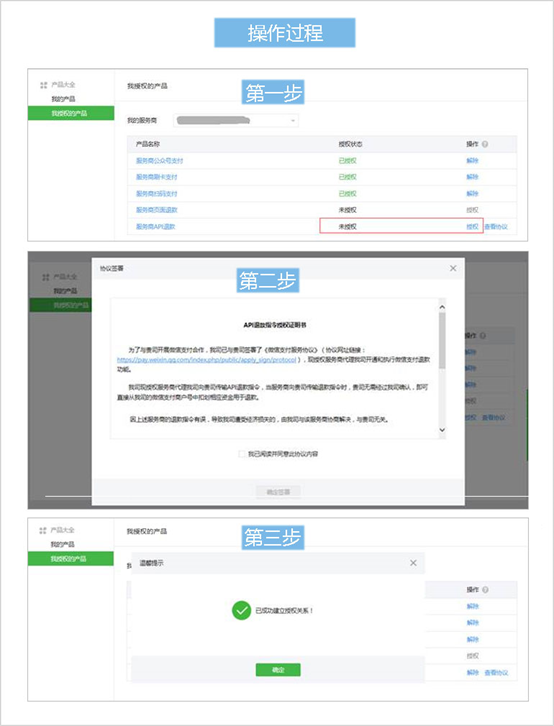 操作过程
产品大全
我的产品
我授权的产品
我授权的产品
第一步
我的服务商
产品名称 授权状态 操作
服务商公众号支付 已授权 解除
服务商刷卡支付 已授权 解除
服务商扫码支付 已授权 解除
服务商页面退款 未授权 授权
服务商API退款 未授权 授权 查看协议
产品大全
我的产品
我授权的产品
协议签署
第二步
API退款指令授权证明书
为了与贵司开展微信支付合作,我司已与贵司签署了《微信支付服务协议》(协议网址链接:
https://pay.weixin.qq.com/index.php/public/apply_sign/protocol),现授权服务商代理我司开通和执行微信支付退款
功能。
我司现授权服务商代理我司向贵司传输API退款指令,当服务商向贵司传输退款指令时,贵司无需经过我司确认,即可
直接从我司的微信支付商户号中扣划相应资金用于退款。
因上述服务商的退款指令有误,导致我司遭受经济损失的,由我司与该服务商协商解决,与贵司无关。
我已阅读并同意此协议内容
确定签署
操作
解除
解除
解除
授权
授权 查看协议
产品大全
我的产品
我授权的产品
我授权的产品
第三步
温馨提示
已成功建立授权关系!
确定
操作
解除
解除
解除
授权
解除 查看协议